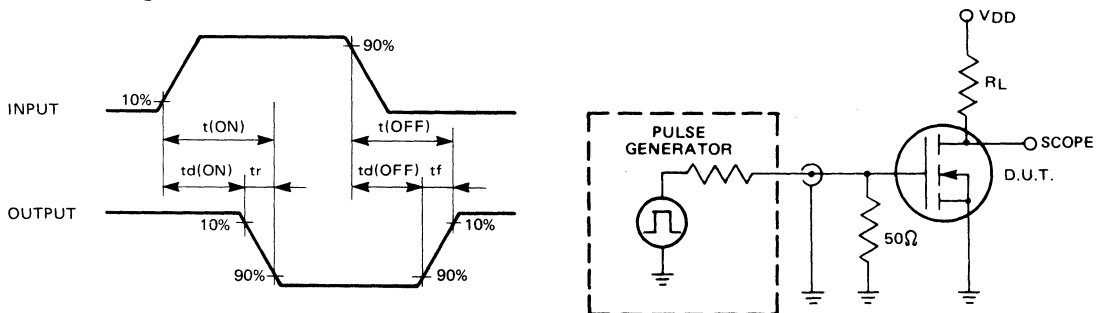 INPUT
10%
90%
t(ON)
t(OFF)
td(ON)
tr
td(OFF)
tf
OUTPUT
10%
90%
10%
90%
PULSE
GENERATOR
50Ω
VDD
RL
SCOPE
D.U.T.